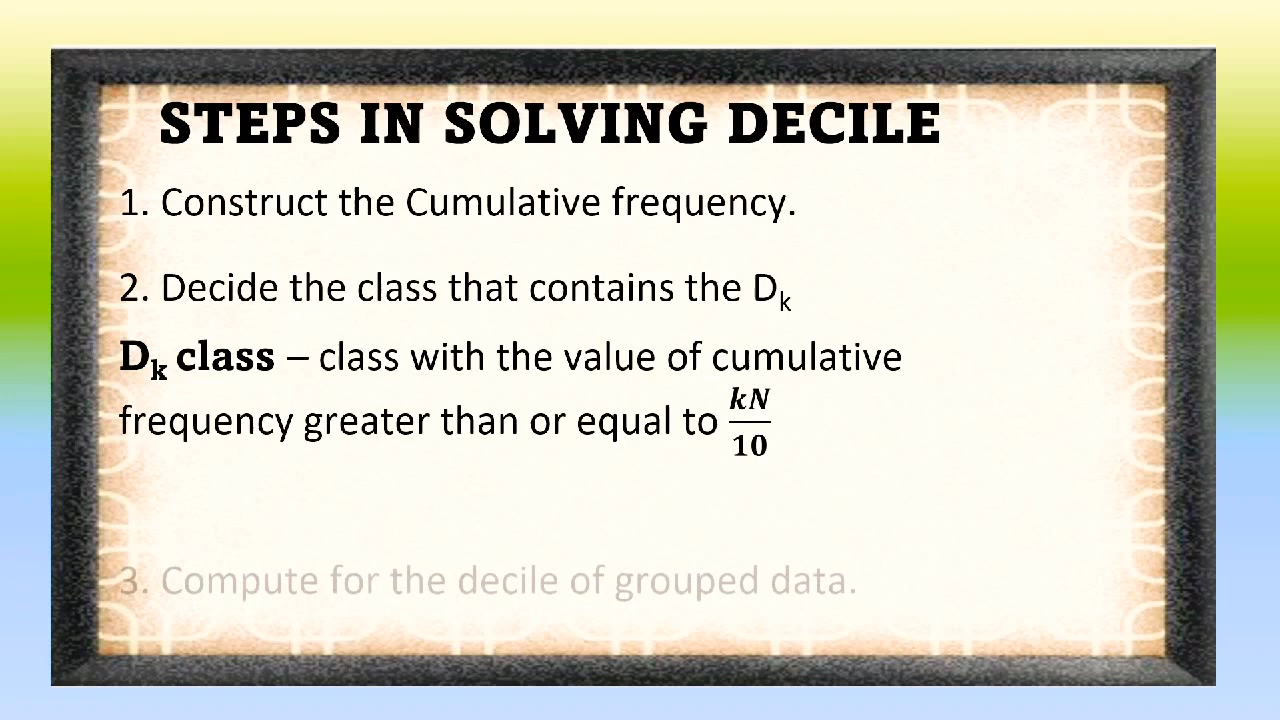 STEPS IN SOLVING DECILE
1. Construct the Cumulative frequency.
2. Decide the class that contains the Dₖ
Dₖ class – class with the value of cumulative
frequency greater than or equal to kN/10
3. Compute for the decile of grouped data.